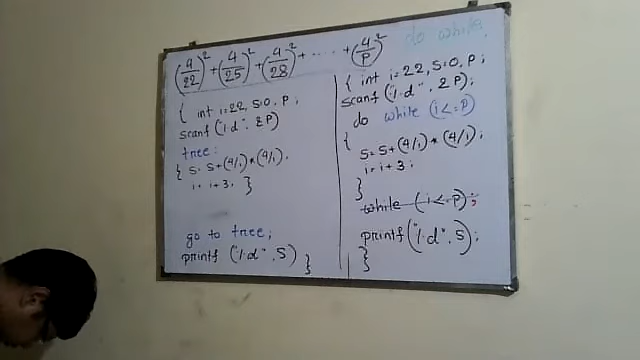 (4/22)² + (4/25)² + (4/28)² + ..... + (4/P)²
do while
{ int i=22, S=0, P;
scanf ("%d", &P)
tree:
{ S= S+(4/i)*(4/i).
i= i+3. }
go to tree;
printf ("%d", S) }
{ int i=22, S=0, P;
scanf ("%d", &P);
do while (i<=P)
{
S= S+(4/i)*(4/i);
i=i+3;
}
while (i<=P);
printf("%d", S);
}